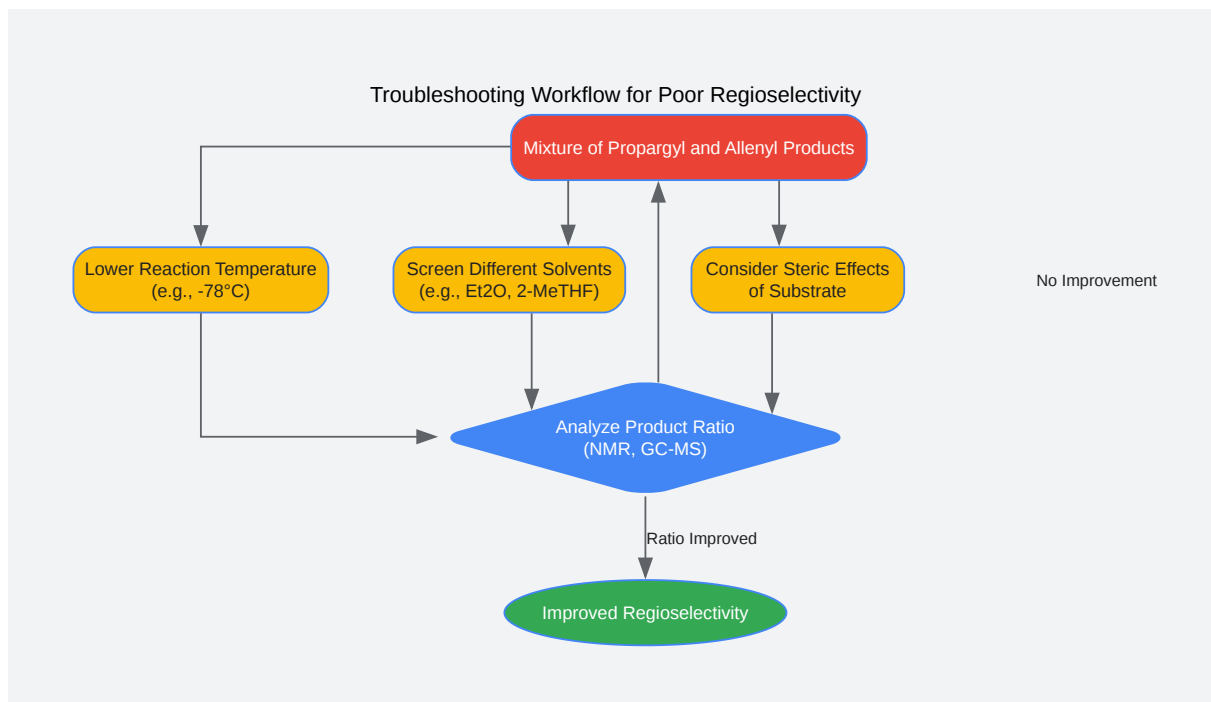 Troubleshooting Workflow for Poor Regioselectivity
Mixture of Propargyl and Allenyl Products
Lower Reaction Temperature
(e.g., -78°C)
Screen Different Solvents
(e.g., Et2O, 2-MeTHF)
Consider Steric Effects
of Substrate
No Improvement
Analyze Product Ratio
(NMR, GC-MS)
Ratio Improved
Improved Regioselectivity